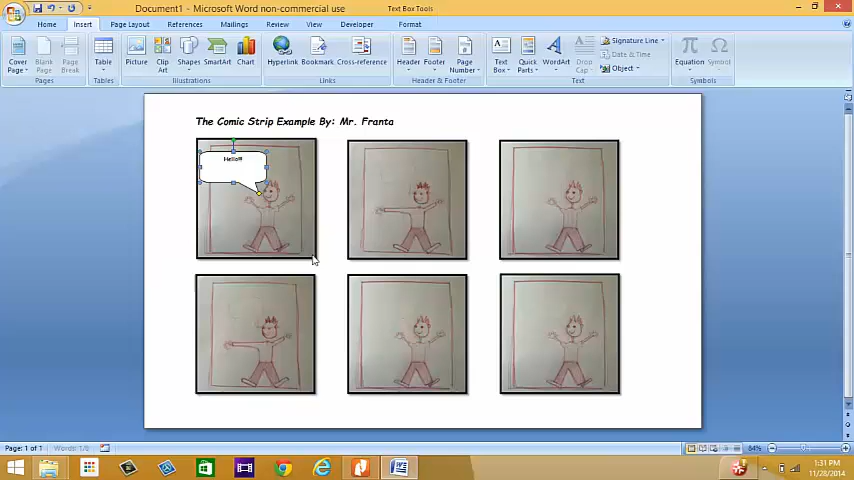 Document1 - Microsoft Word non-commercial use
Text Box Tools
Home Insert Page Layout References Mailings Review View Developer Format
Cover Page Blank Page Page Break
Table
Picture Clip Art Shapes SmartArt Chart
Hyperlink Bookmark Cross-reference
Header Footer Page Number
Text Box Quick Parts WordArt Drop Cap
Signature Line
Date & Time
Object
Equation Symbol
Pages Tables Illustrations Links Header & Footer Text Symbols
The Comic Strip Example By: Mr. Franta
Hello!!!
Page: 1 of 1 Words: 1/8 84%
1:31 PM
11/28/2014